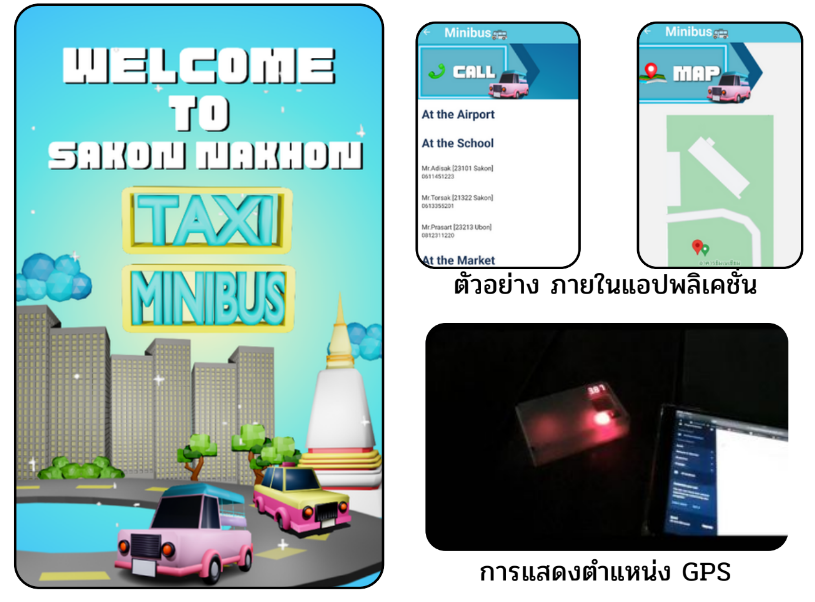 WELCOME
TO
SAKON NAKHON
TAXI
MINIBUS
Minibus
CALL
At the Airport
At the School
Mr.Adisak [23101 Sakon]
0611451223
Mr.Torsak [21322 Sakon]
0613355201
Mr.Prasart [23213 Ubon]
0812311220
At the Market
Minibus
MAP
ตัวอย่าง ภายในแอปพลิเคชั่น
การแสดงตำแหน่ง GPS